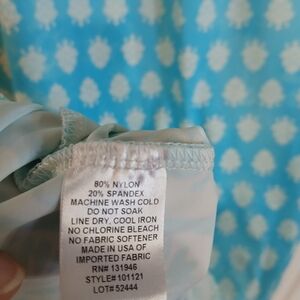 80% NYLON
20% SPANDEX
MACHINE WASH COLD
DO NOT SOAK
LINE DRY, COOL IRON
NO CHLORINE BLEACH
NO FABRIC SOFTENER
MADE IN USA OF
IMPORTED FABRIC
RN# 131946
STYLE# 101121
LOT# 52444